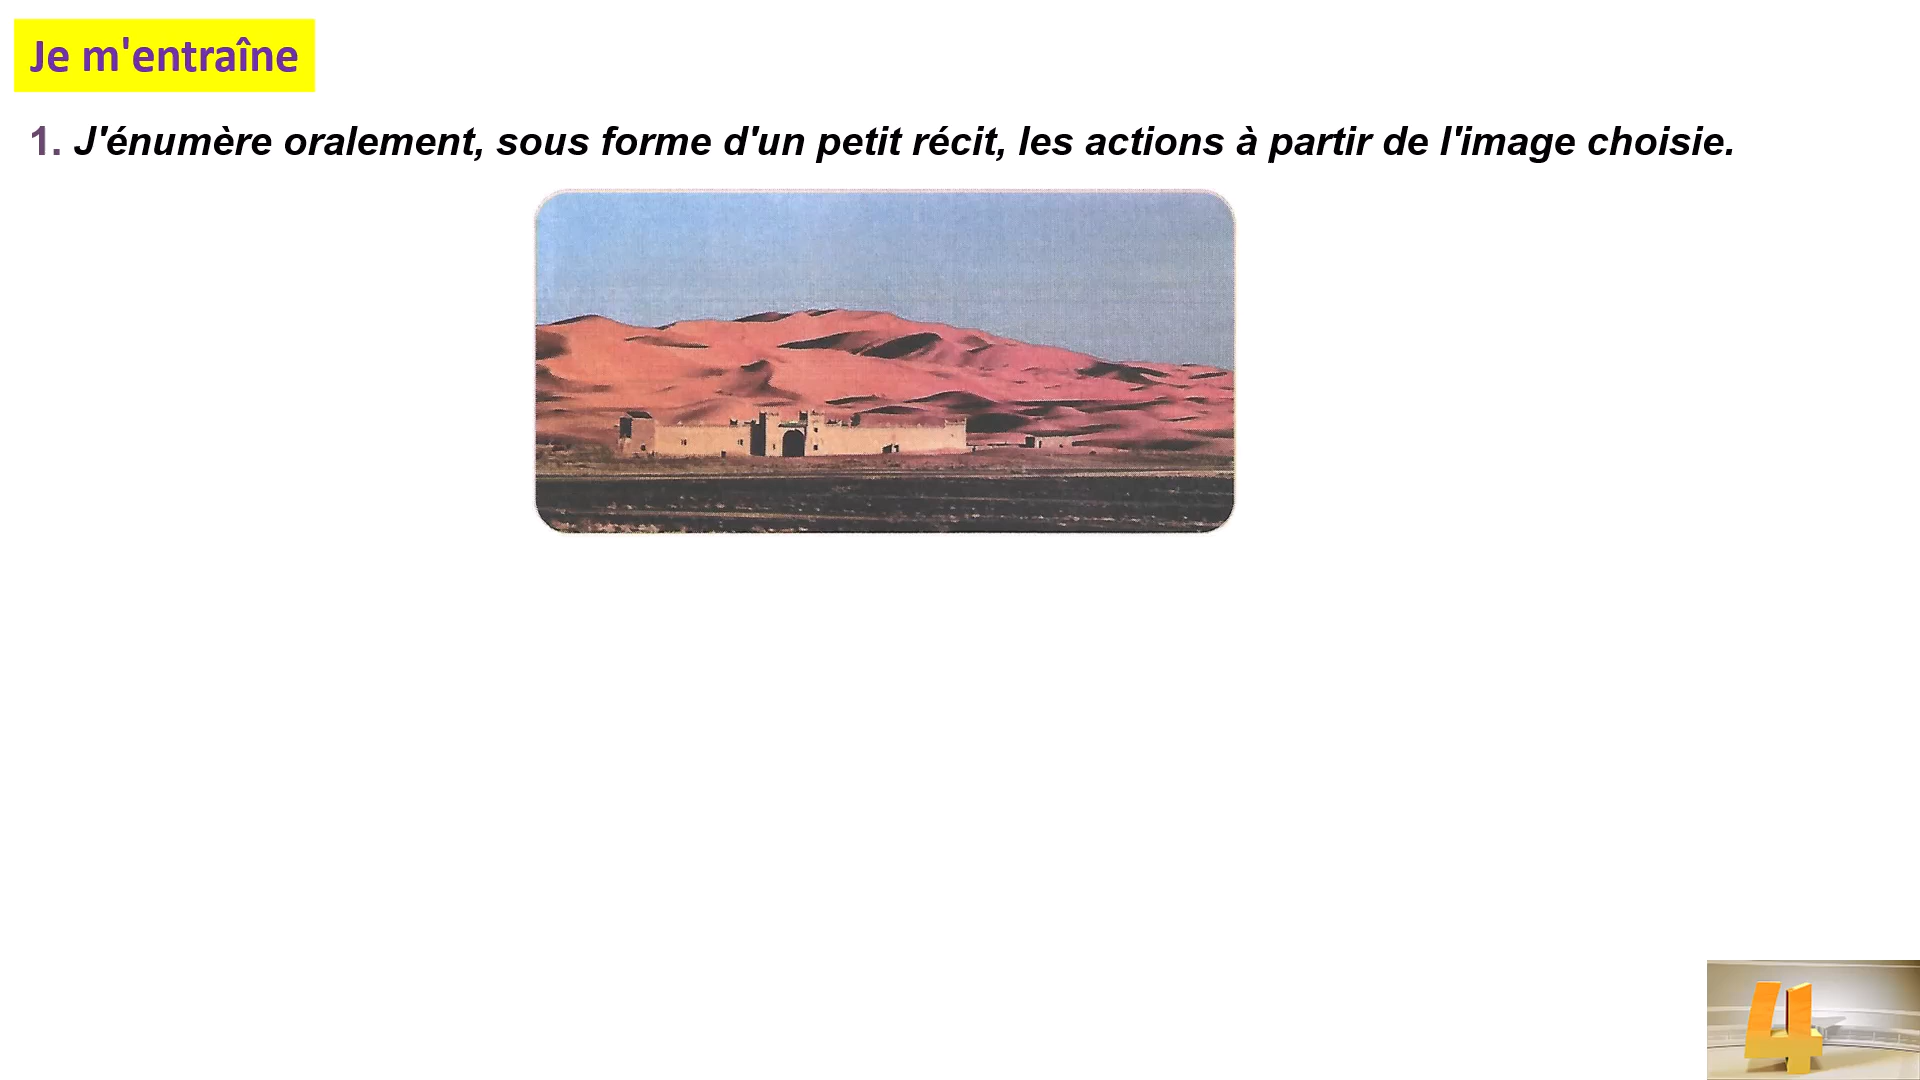 Je m'entraîne
1. J'énumère oralement, sous forme d'un petit récit, les actions à partir de l'image choisie.
4